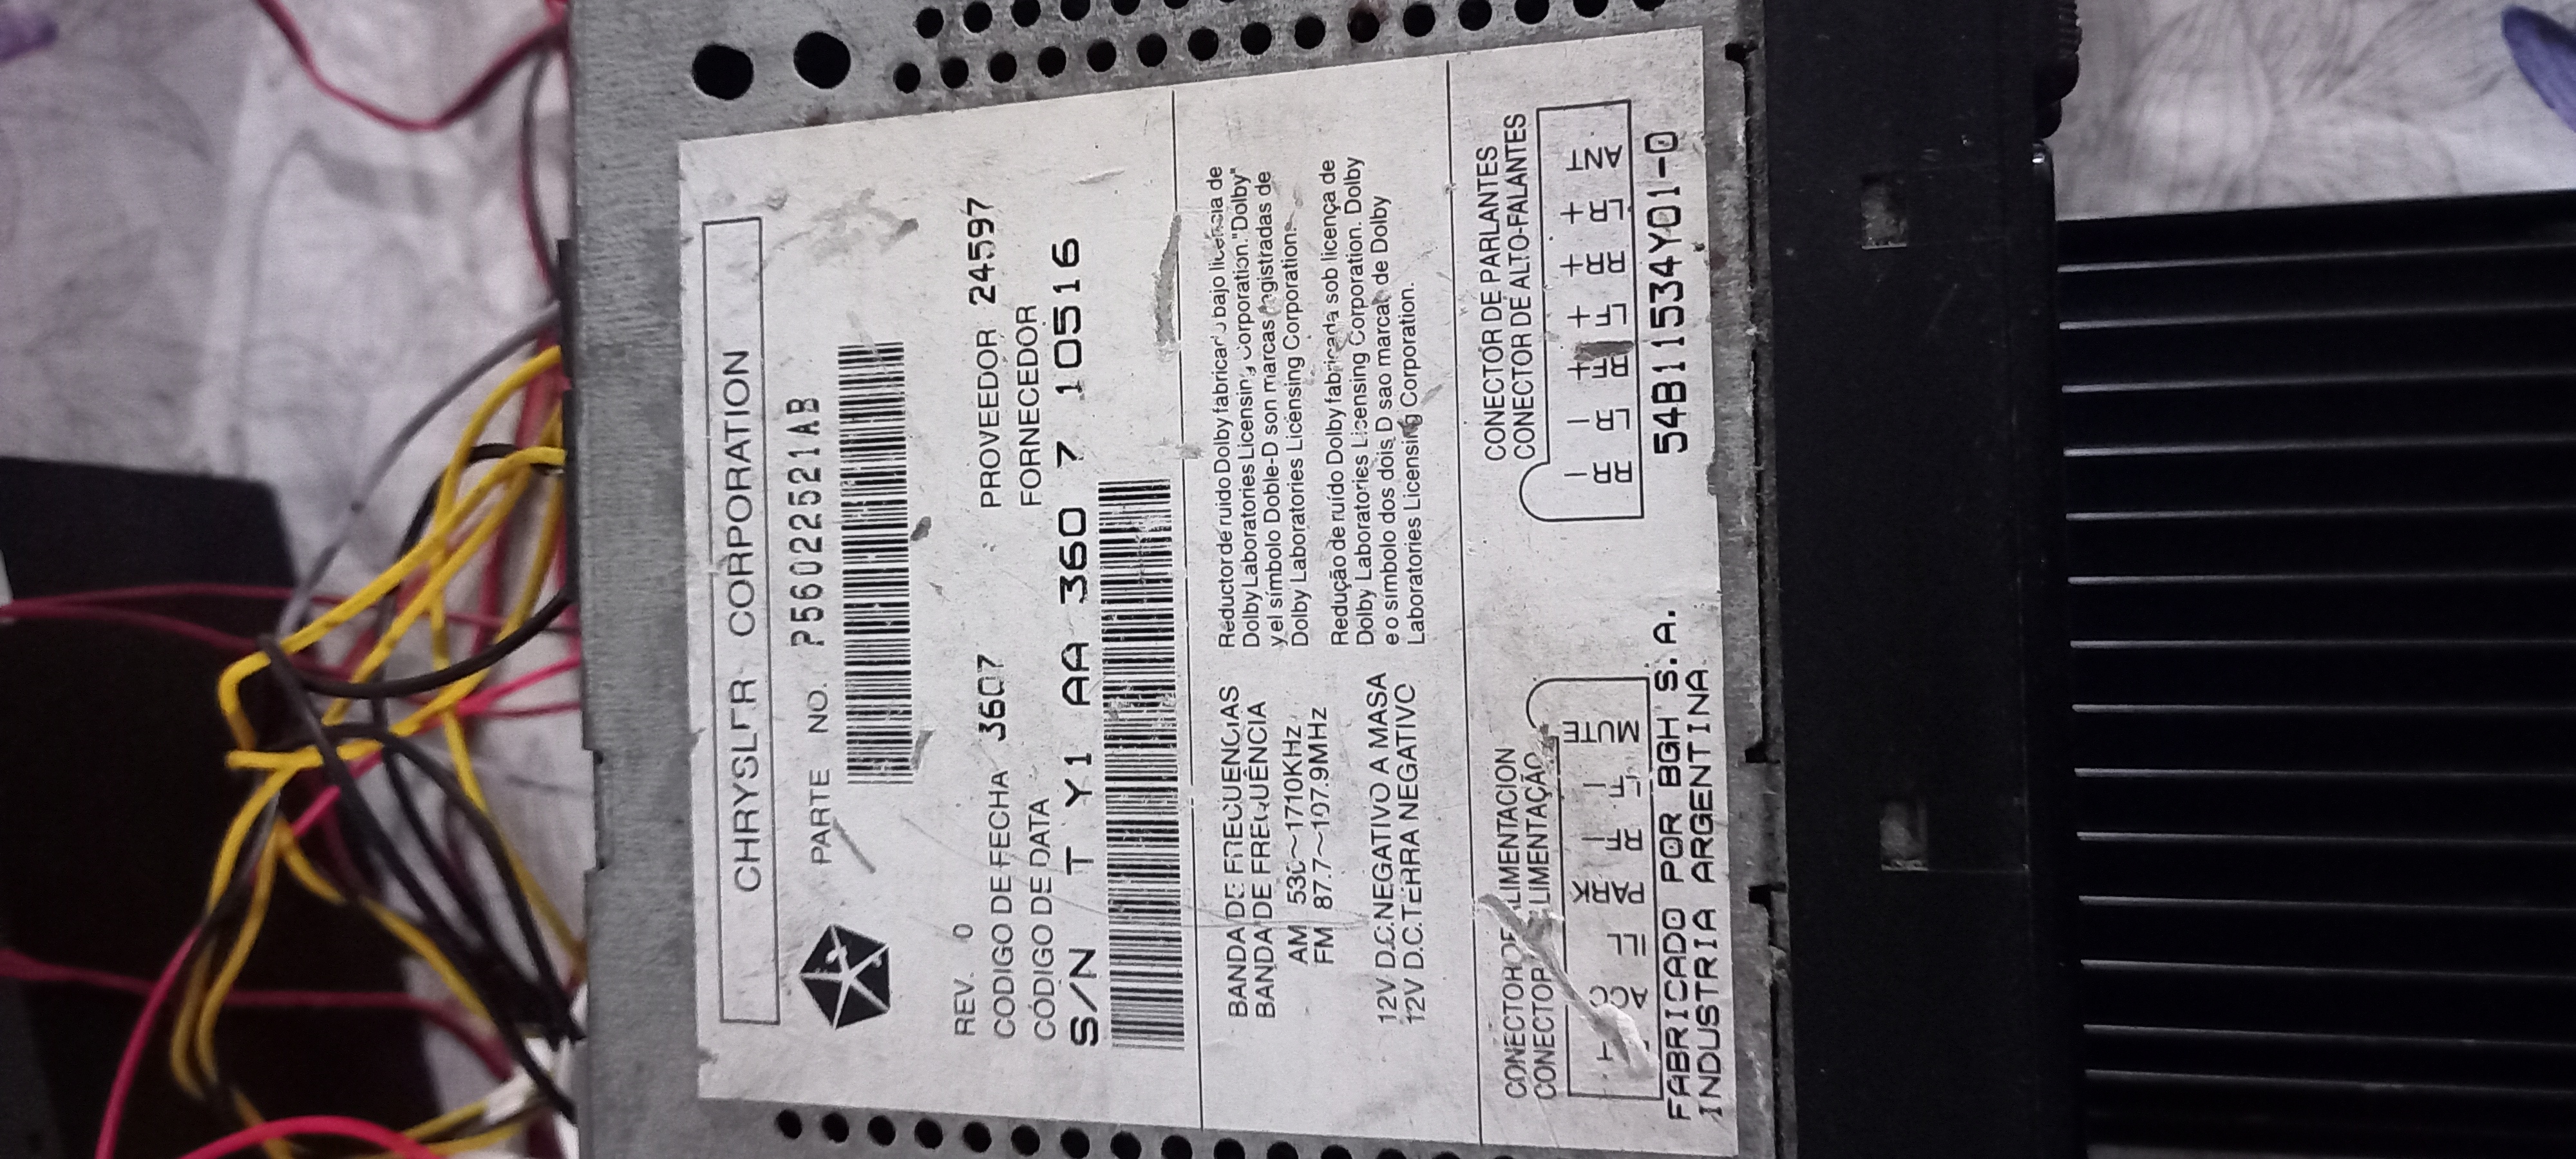 CHRYSLER CORPORATION
PARTE NO. P56022521AB
REV. 0
CODIGO DE FECHA 3607
CÓDIGO DE DATA
PROVEEDOR 24597
FORNECEDOR
S/N T Y1 AA 360 7 10516
BANDA DE FRECUENCIAS
BANDA DE FREQUÊNCIA
AM 530~1710KHz
FM 87.7~107.9MHz
12V D.C.NEGATIVO A MASA
12V D.C.TERRA NEGATIVO
Reductor de ruido Dolby fabricado bajo licencia de
Dolby Laboratories Licensing Corporation."Dolby"
y el símbolo Doble-D son marcas registradas de
Dolby Laboratories Licensing Corporation.
Redução de ruído Dolby fabricada sob licença de
Dolby Laboratories Licensing Corporation. Dolby
e o simbolo dos dois D sao marcas de Dolby
Laboratories Licensing Corporation.
CONECTOR DE ALIMENTACION
CONECTOR ALIMENTAÇÃO
ACC ILL PARK RF LF MUTE
- -
CONECTOR DE PARLANTES
CONECTOR DE ALTO-FALANTES
- - + + + +
RR LR RF LF RR LR ANT
FABRICADO POR BGH S.A.
INDUSTRIA ARGENTINA
54B11534Y01-0